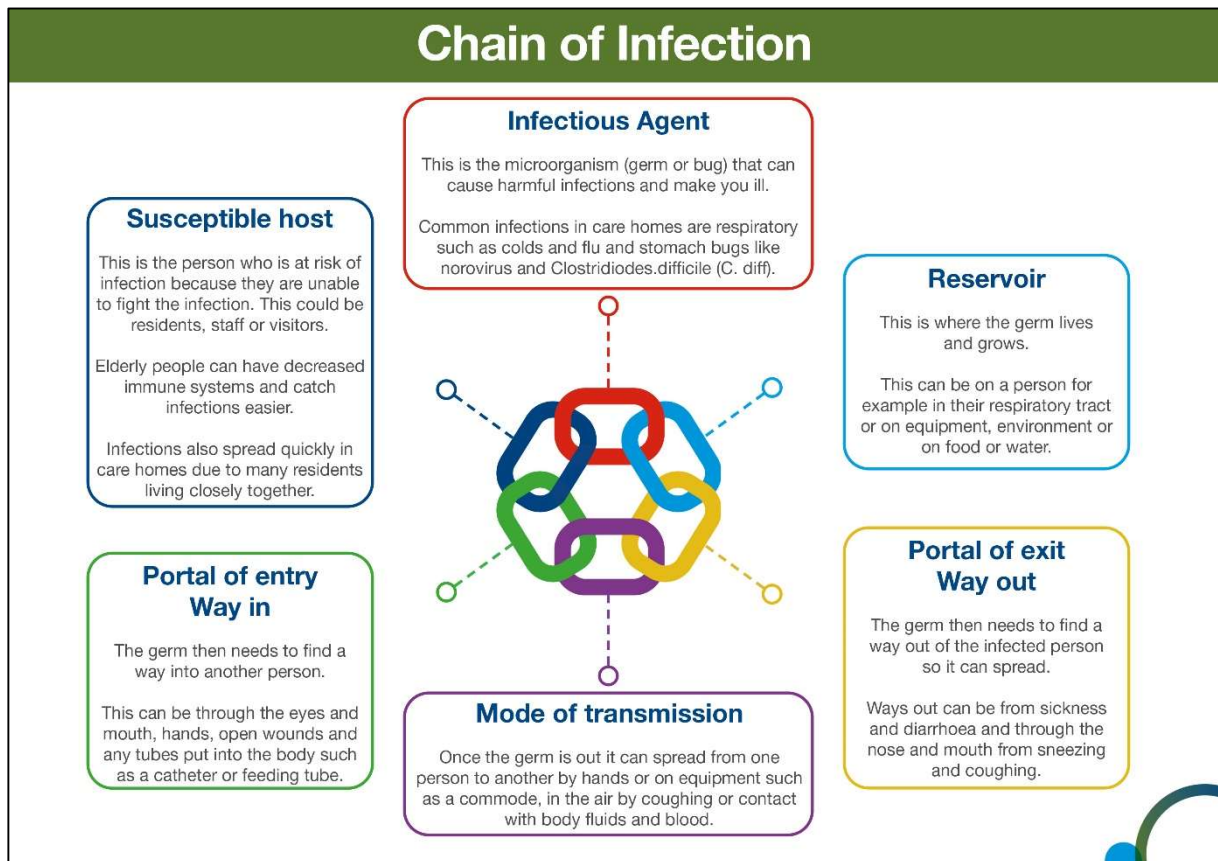 Chain of Infection
Infectious Agent
This is the microorganism (germ or bug) that can
cause harmful infections and make you ill.
Common infections in care homes are respiratory
such as colds and flu and stomach bugs like
norovirus and Clostridiodes.difficile (C. diff).
Reservoir
This is where the germ lives
and grows.
This can be on a person for
example in their respiratory tract
or on equipment, environment or
on food or water.
Portal of exit
Way out
The germ then needs to find a
way out of the infected person
so it can spread.
Ways out can be from sickness
and diarrhoea and through the
nose and mouth from sneezing
and coughing.
Mode of transmission
Once the germ is out it can spread from one
person to another by hands or on equipment such
as a commode, in the air by coughing or contact
with body fluids and blood.
Portal of entry
Way in
The germ then needs to find a
way into another person.
This can be through the eyes and
mouth, hands, open wounds and
any tubes put into the body such
as a catheter or feeding tube.
Susceptible host
This is the person who is at risk of
infection because they are unable
to fight the infection. This could be
residents, staff or visitors.
Elderly people can have decreased
immune systems and catch
infections easier.
Infections also spread quickly in
care homes due to many residents
living closely together.